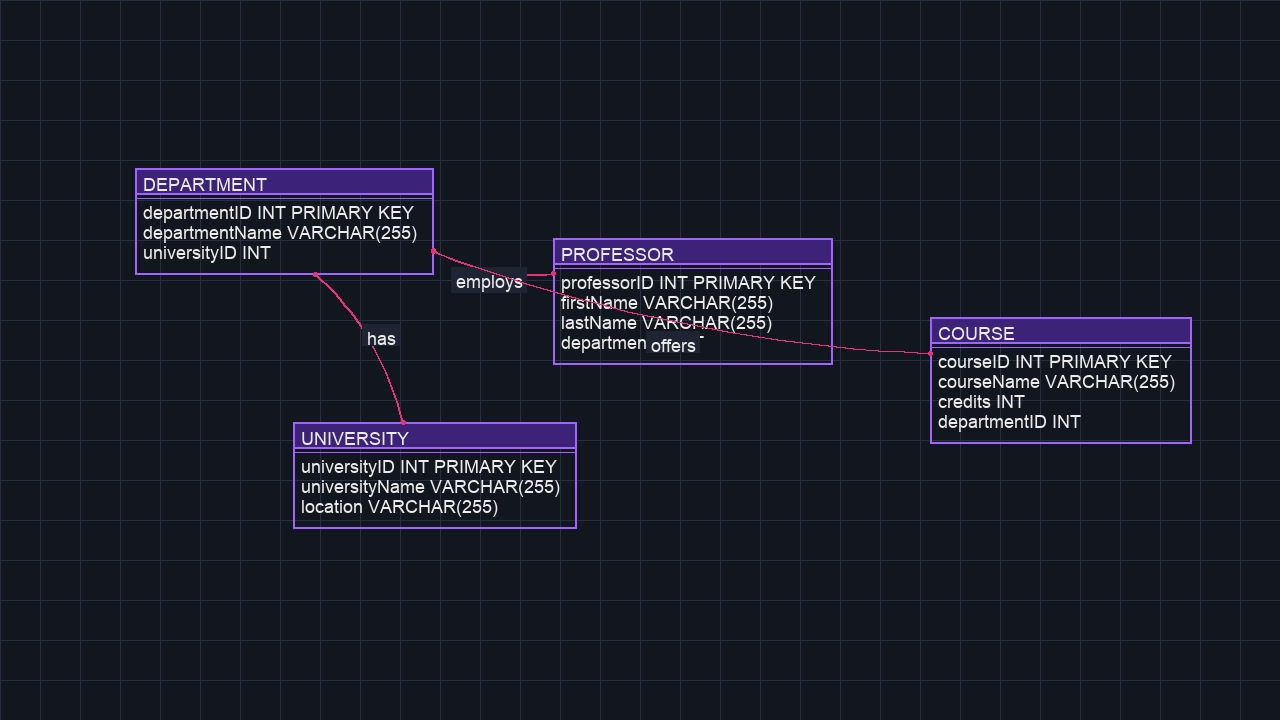 DEPARTMENT
departmentID INT PRIMARY KEY
departmentName VARCHAR(255)
universityID INT
employs
PROFESSOR
professorID INT PRIMARY KEY
firstName VARCHAR(255)
lastName VARCHAR(255)
offers
has
COURSE
courseID INT PRIMARY KEY
courseName VARCHAR(255)
credits INT
departmentID INT
UNIVERSITY
universityID INT PRIMARY KEY
universityName VARCHAR(255)
location VARCHAR(255)